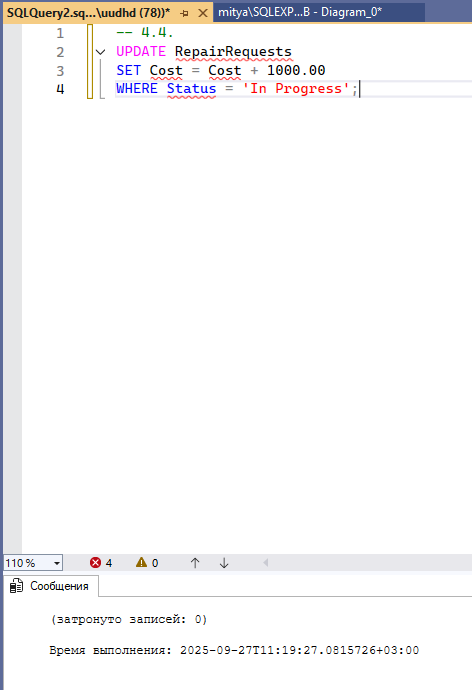 SQLQuery2.sq...\uudhd (78))*
mitya\SQLEXP...B - Diagram_0*
1 -- 4.4.
2 UPDATE RepairRequests
3 SET Cost = Cost + 1000.00
4 WHERE Status = 'In Progress';
110 % 4 0
Сообщения
(затронуто записей: 0)
Время выполнения: 2025-09-27T11:19:27.0815726+03:00